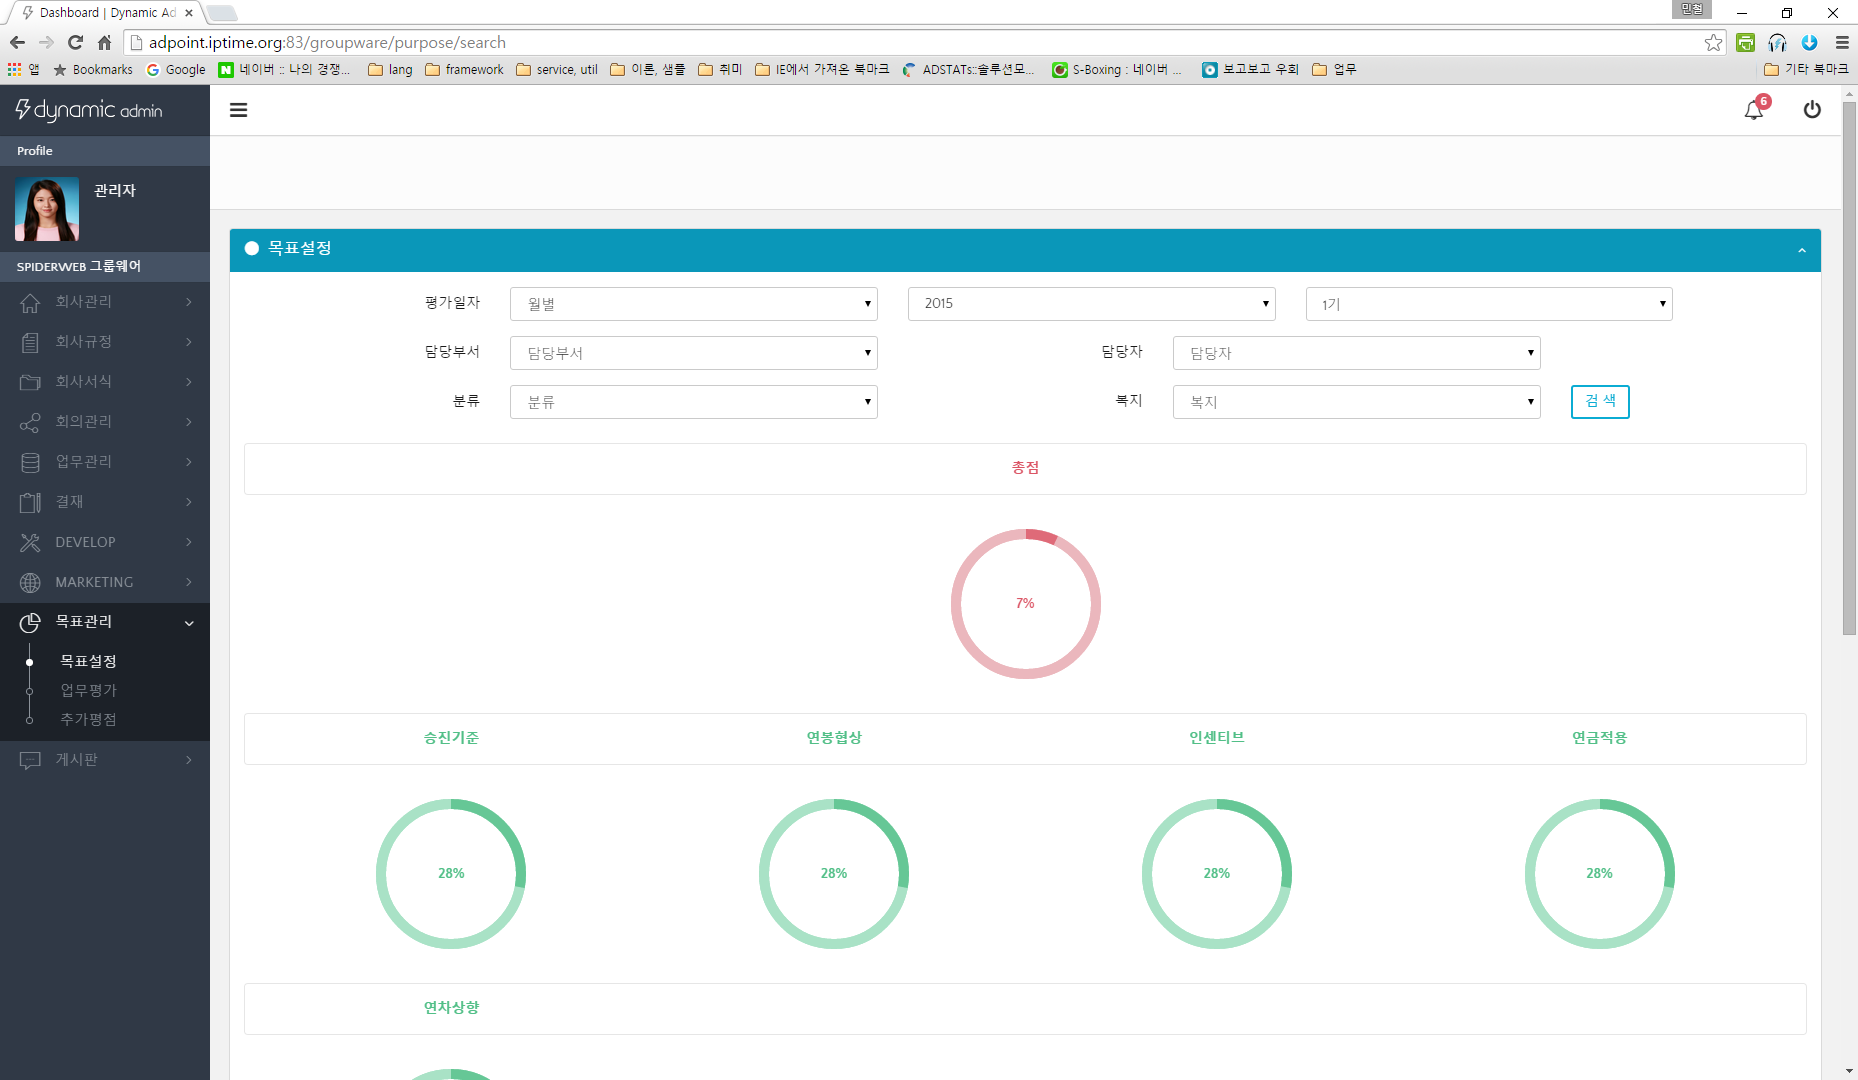 Dashboard | Dynamic Ad
민철
adpoint.iptime.org:83/groupware/purpose/search
앱 Bookmarks Google 네이버 :: 나의 경쟁... lang framework service, util 이론, 샘플 취미 IE에서 가져온 북마크 ADSTATs::솔루션모... S-Boxing : 네이버 ... 보고보고 우회 업무 기타 북마크
dynamic admin
6
Profile
관리자
SPIDERWEB 그룹웨어
회사관리
회사규정
회사서식
회의관리
업무관리
결재
DEVELOP
MARKETING
목표관리
목표설정
업무평가
추가평점
게시판
목표설정
평가일자 월별 2015 1기
담당부서 담당부서 담당자 담당자
분류 분류 복지 복지 검 색
총점
7%
승진기준 연봉협상 인센티브 연금적용
28% 28% 28% 28%
연차상향